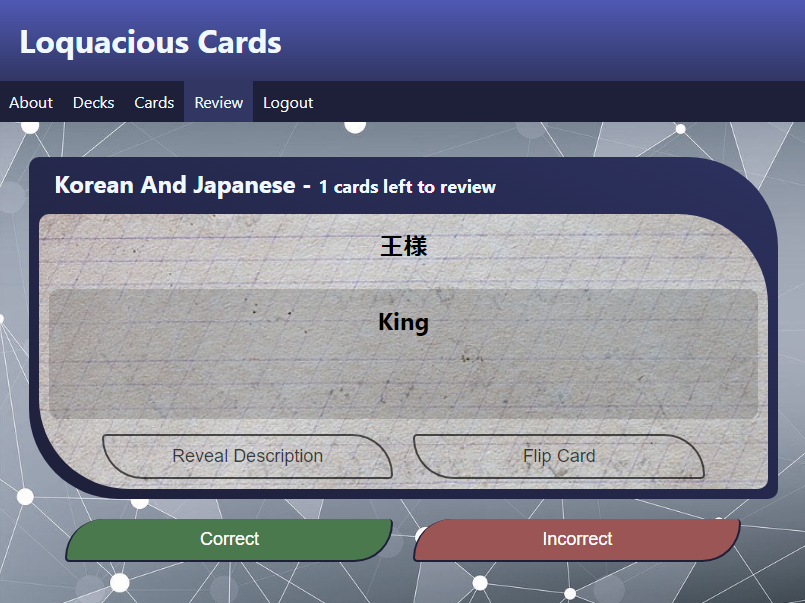 Loquacious Cards
About Decks Cards Review Logout
Korean And Japanese - 1 cards left to review
王様
King
Reveal Description Flip Card
Correct Incorrect